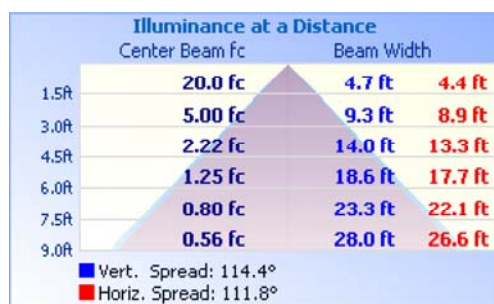 Illuminance at a Distance
Center Beam fc Beam Width
1.5ft 20.0 fc 4.7 ft 4.4 ft
3.0ft 5.00 fc 9.3 ft 8.9 ft
4.5ft 2.22 fc 14.0 ft 13.3 ft
6.0ft 1.25 fc 18.6 ft 17.7 ft
7.5ft 0.80 fc 23.3 ft 22.1 ft
9.0ft 0.56 fc 28.0 ft 26.6 ft
Vert. Spread: 114.4°
Horiz. Spread: 111.8°